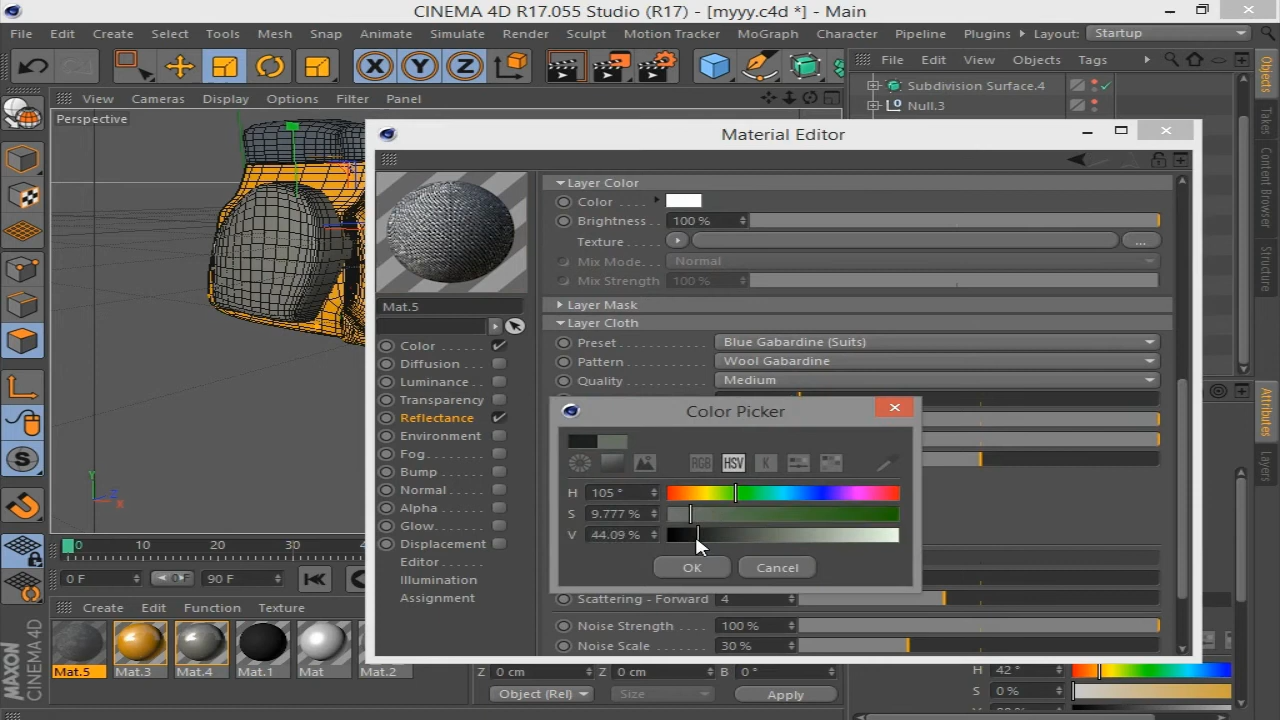 CINEMA 4D R17.055 Studio (R17) - [myyy.c4d *] - Main
File Edit Create Select Tools Mesh Snap Animate Simulate Render Sculpt Motion Tracker MoGraph Character Pipeline Plugins Layout: Startup
X Y Z
File Edit View Objects Tags
Subdivision Surface.4
Null.3
View Cameras Display Options Filter Panel
Perspective
Objects
Takes
Content Browser
Structure
Attributes
Layers
Material Editor
Mat.5
Color
Diffusion
Luminance
Transparency
Reflectance
Environment
Fog
Bump
Normal
Alpha
Glow
Displacement
Editor
Illumination
Assignment
Layer Color
Color
Brightness 100 %
Texture ...
Mix Mode Normal
Mix Strength 100 %
Layer Mask
Layer Cloth
Preset Blue Gabardine (Suits)
Pattern Wool Gabardine
Quality Medium
Color Picker
RGB HSV K
H 105 °
S 9.777 %
V 44.09 %
OK Cancel
Scattering - Forward 4
Noise Strength 100 %
Noise Scale 30 %
Y Z X
0 10 20 30
0 F 0 F 90 F
Create Edit Function Texture
Mat.5 Mat.3 Mat.4 Mat.1 Mat Mat.2
MAXON
CINEMA 4D
Z 0 cm Z 0 cm B 0 °
Object (Rel) Size Apply
H 42 °
S 0 %